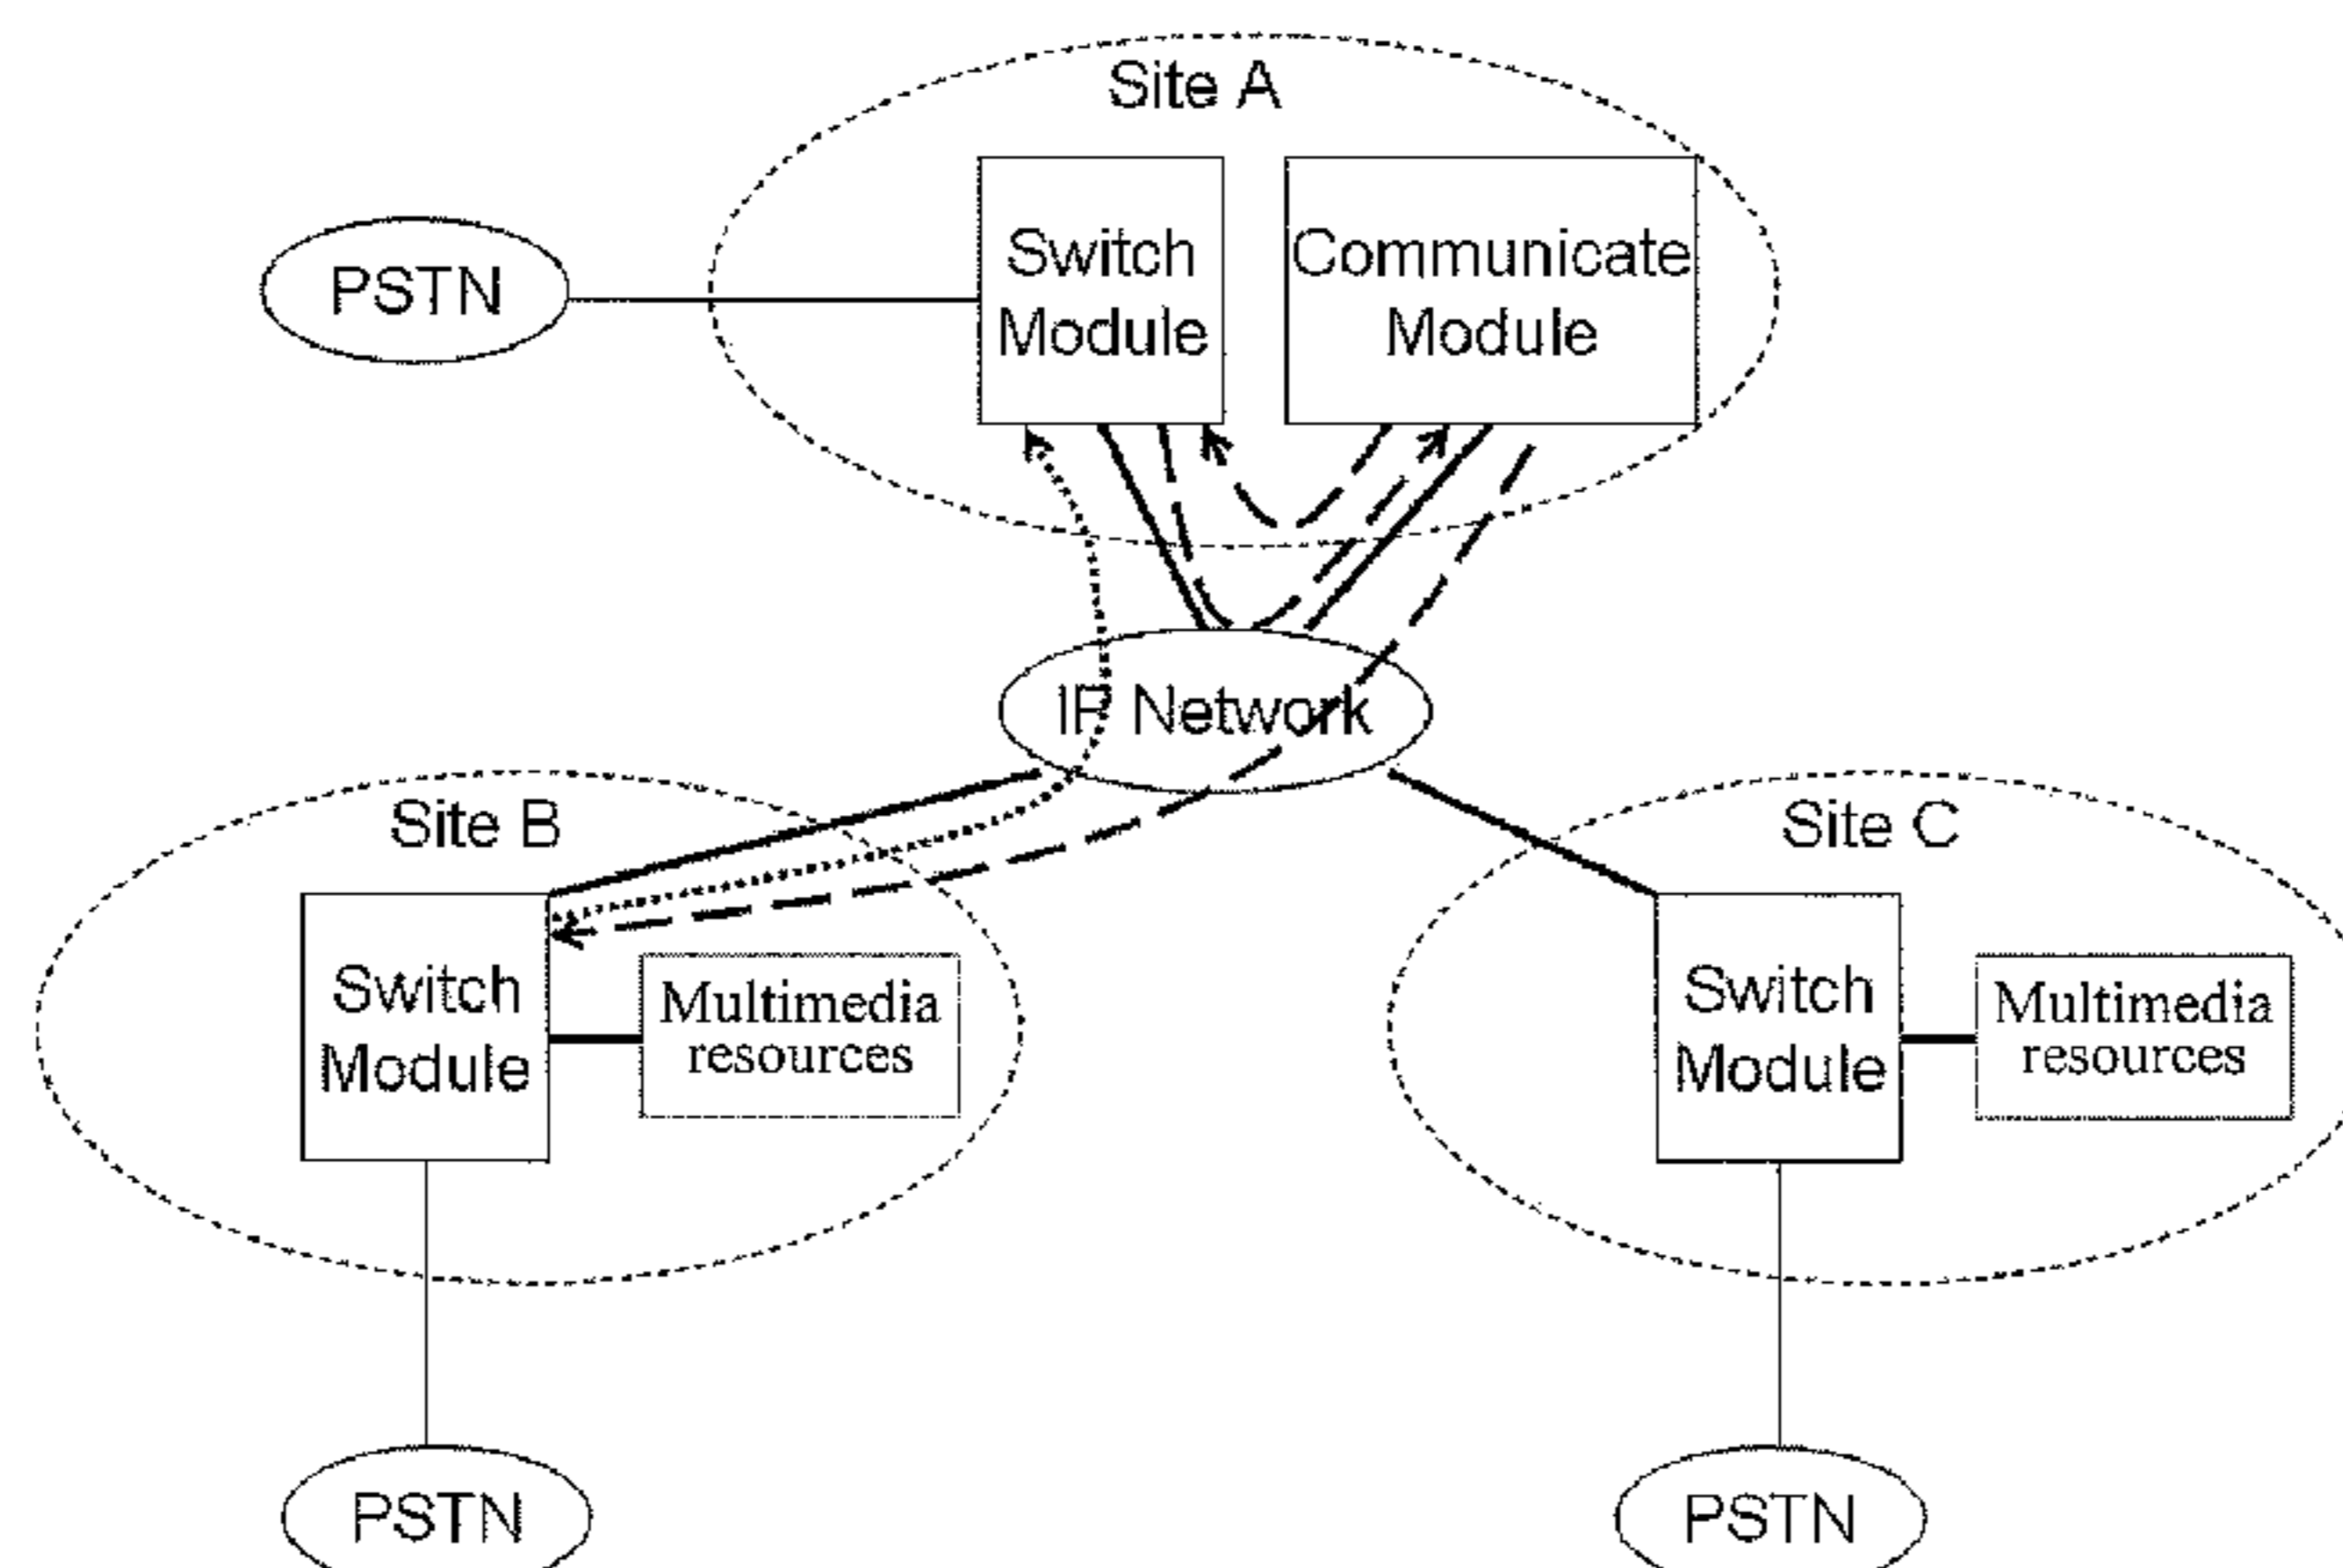 Site A
Switch
Module
Communicate
Module
PSTN
IP Network
Site B
Switch
Module
Multimedia
resources
Site C
Switch
Module
Multimedia
resources
PSTN
PSTN